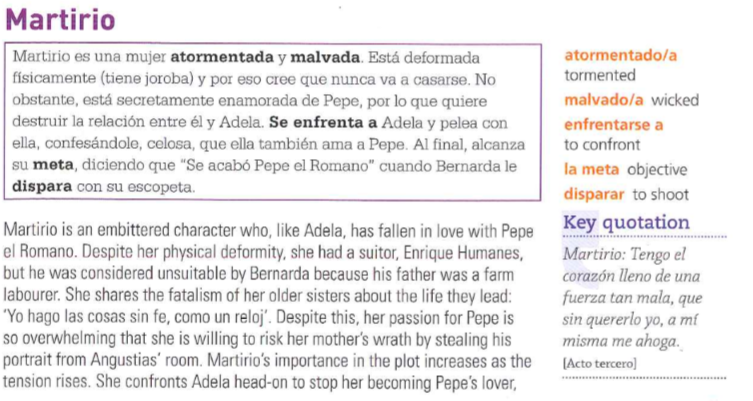 Martirio
Martirio es una mujer atormentada y malvada. Está deformada
físicamente (tiene joroba) y por eso cree que nunca va a casarse. No
obstante, está secretamente enamorada de Pepe, por lo que quiere
destruir la relación entre él y Adela. Se enfrenta a Adela y pelea con
ella, confesándole, celosa, que ella también ama a Pepe. Al final, alcanza
su meta, diciendo que "Se acabó Pepe el Romano" cuando Bernarda le
dispara con su escopeta.
Martirio is an embittered character who, like Adela, has fallen in love with Pepe
el Romano. Despite her physical deformity, she had a suitor, Enrique Humanes,
but he was considered unsuitable by Bernarda because his father was a farm
labourer. She shares the fatalism of her older sisters about the life they lead:
'Yo hago las cosas sin fe, como un reloj'. Despite this, her passion for Pepe is
so overwhelming that she is willing to risk her mother's wrath by stealing his
portrait from Angustias' room. Martirio's importance in the plot increases as the
tension rises. She confronts Adela head-on to stop her becoming Pepe's lover,
atormentado/a
tormented
malvado/a wicked
enfrentarse a
to confront
la meta objective
disparar to shoot
Key quotation
Martirio: Tengo el
corazón lleno de una
fuerza tan mala, que
sin quererlo yo, a mí
misma me ahoga.
[Acto tercero]